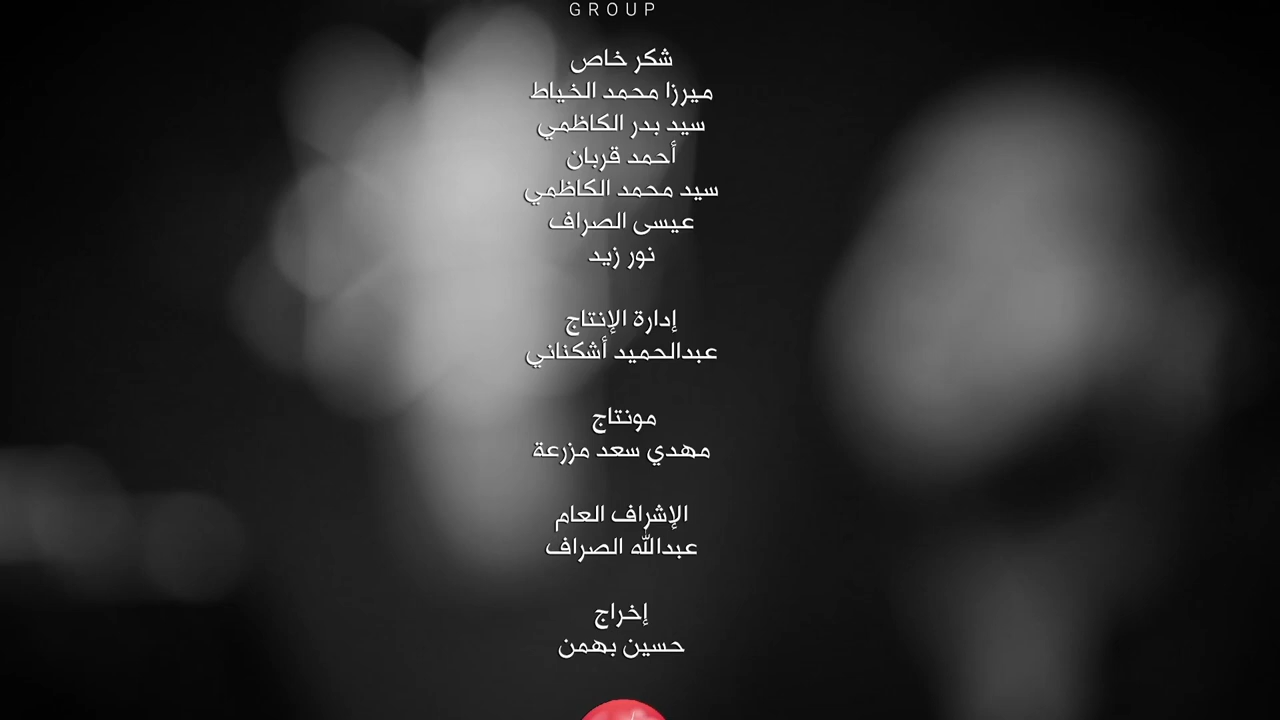 GROUP
شكر خاص
ميرزا محمد الخياط
سيد بدر الكاظمي
أحمد قربان
سيد محمد الكاظمي
عيسى الصراف
نور زيد
إدارة الإنتاج
عبدالحميد أشكناني
مونتاج
مهدي سعد مزرعة
الإشراف العام
عبدالله الصراف
إخراج
حسين بهمن